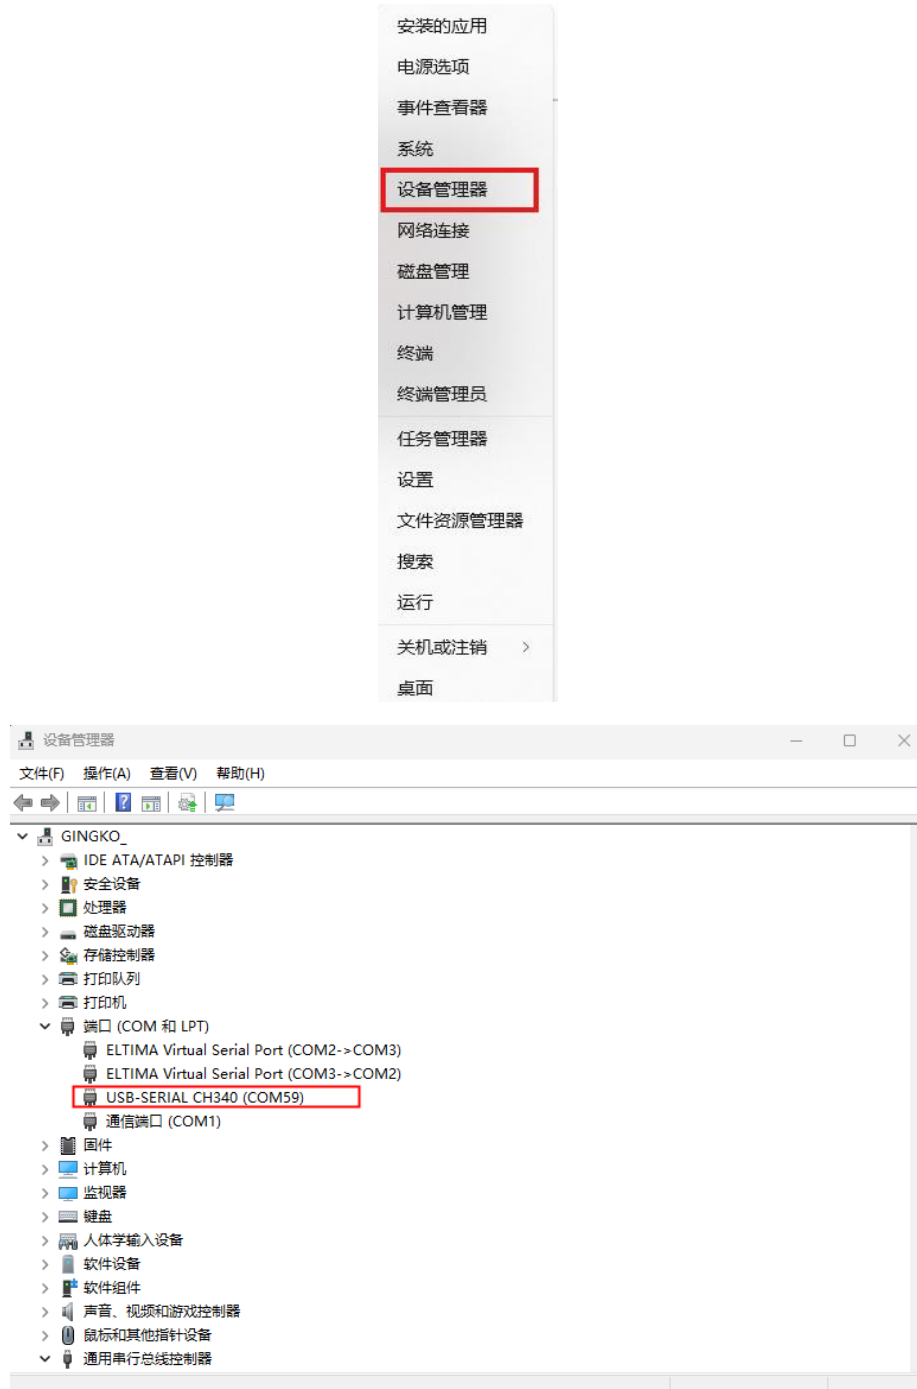 安装的应用
电源选项
事件查看器
系统
设备管理器
网络连接
磁盘管理
计算机管理
终端
终端管理员
任务管理器
设置
文件资源管理器
搜索
运行
关机或注销
桌面
设备管理器
文件(F) 操作(A) 查看(V) 帮助(H)
GINGKO_
IDE ATA/ATAPI 控制器
安全设备
处理器
磁盘驱动器
存储控制器
打印队列
打印机
端口 (COM 和 LPT)
ELTIMA Virtual Serial Port (COM2->COM3)
ELTIMA Virtual Serial Port (COM3->COM2)
USB-SERIAL CH340 (COM59)
通信端口 (COM1)
固件
计算机
监视器
键盘
人体学输入设备
软件设备
软件组件
声音、视频和游戏控制器
鼠标和其他指针设备
通用串行总线控制器